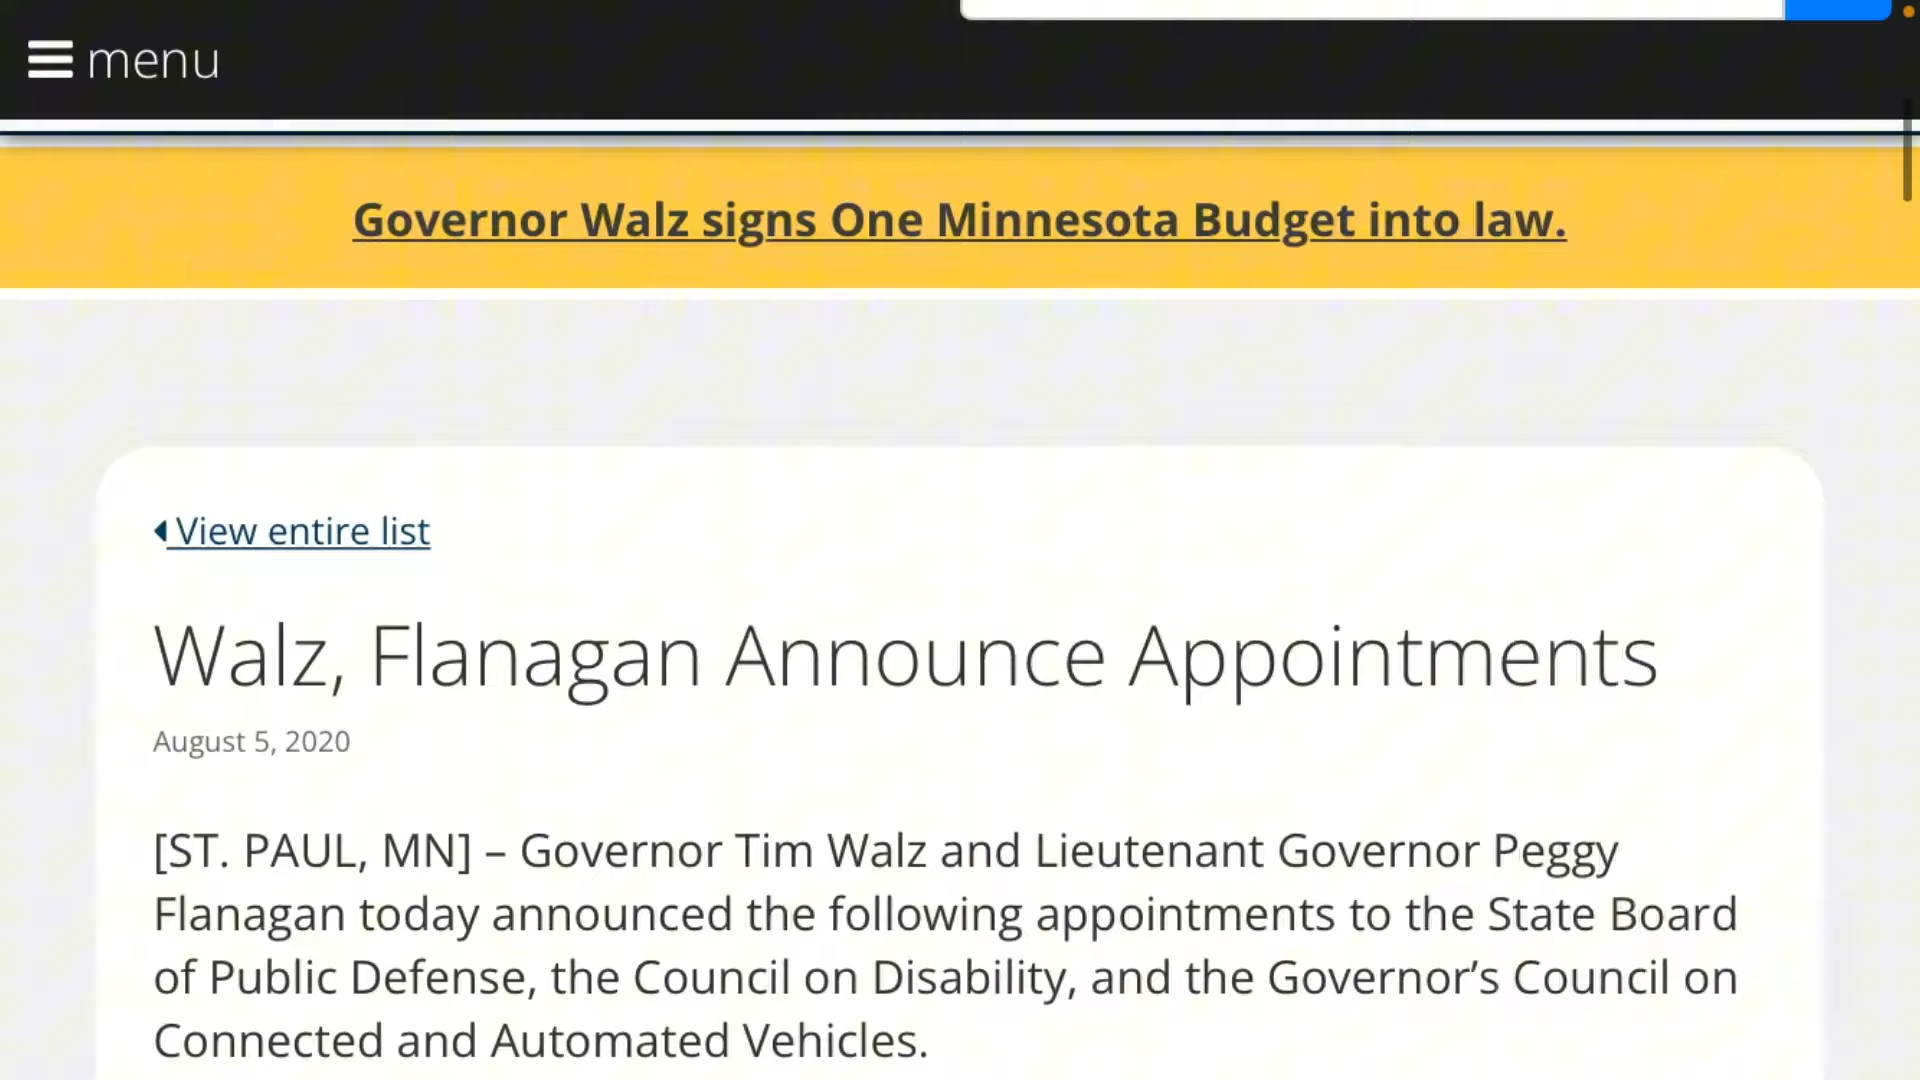 menu
Governor Walz signs One Minnesota Budget into law.
View entire list
Walz, Flanagan Announce Appointments
August 5, 2020
[ST. PAUL, MN] – Governor Tim Walz and Lieutenant Governor Peggy
Flanagan today announced the following appointments to the State Board
of Public Defense, the Council on Disability, and the Governor’s Council on
Connected and Automated Vehicles.